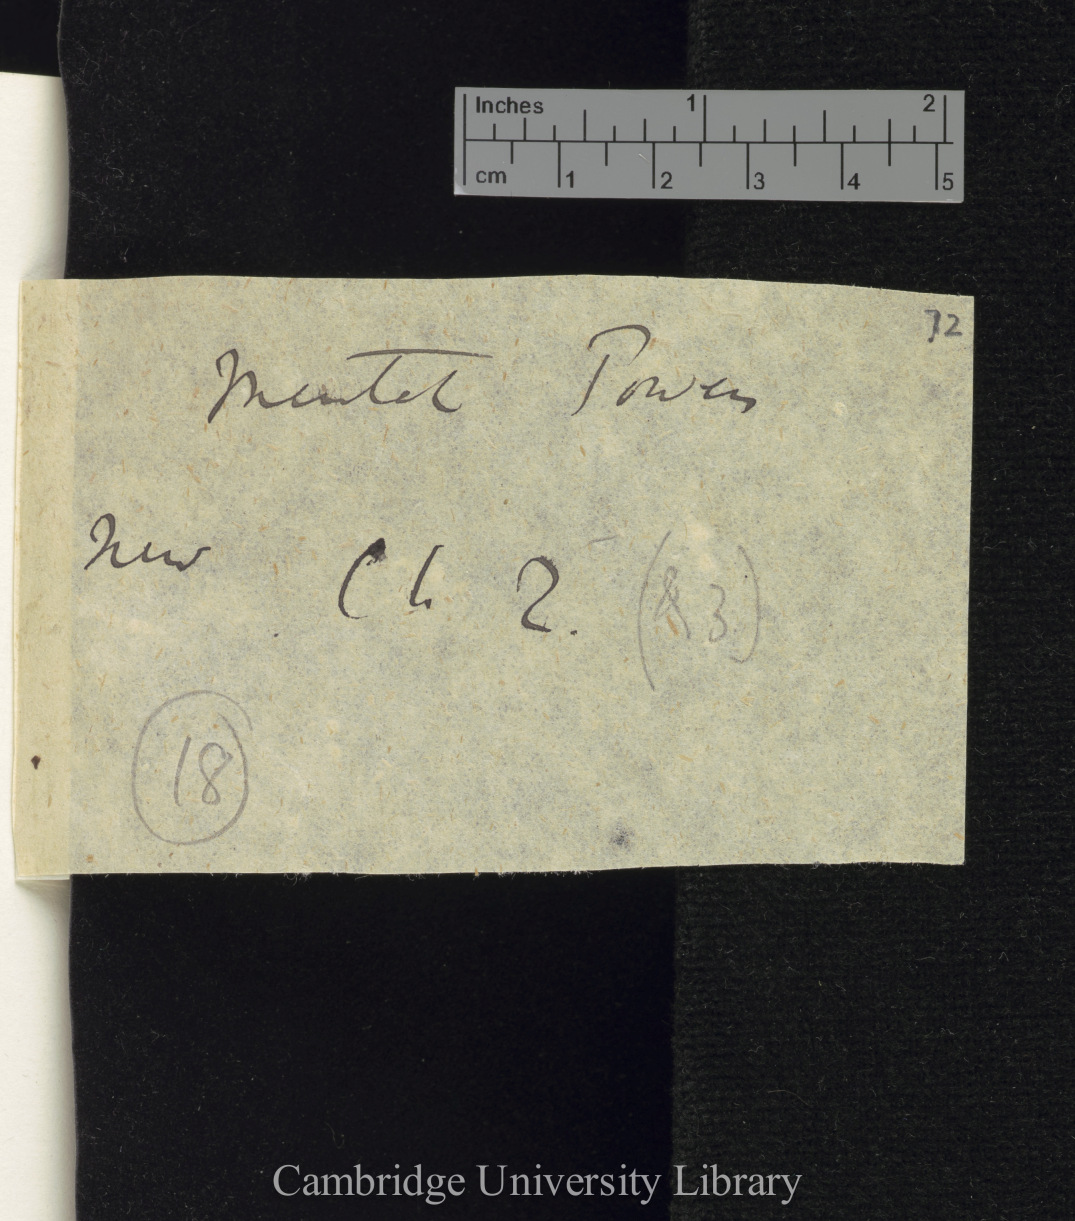 Inches 1 2
cm 1 2 3 4 5
72
Mental Powers
New Ch 2. (& 3)
18
Cambridge University Library